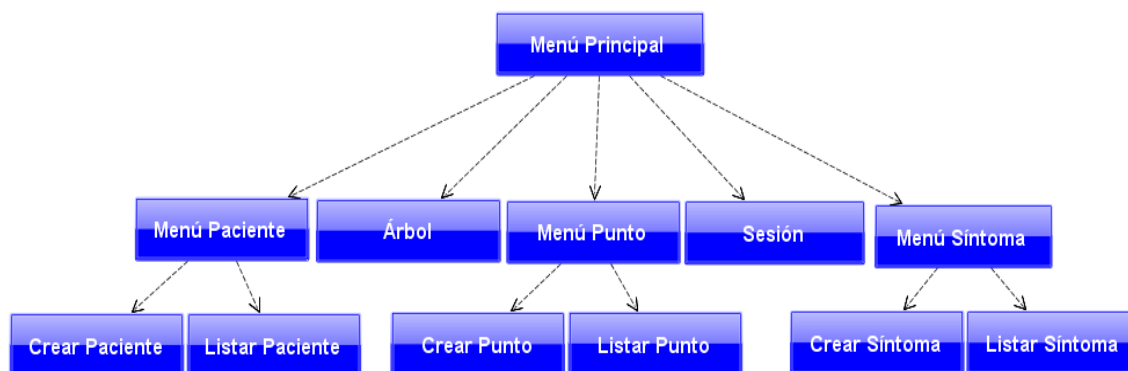 Menú Principal
Menú Paciente
Árbol
Menú Punto
Sesión
Menú Síntoma
Crear Paciente
Listar Paciente
Crear Punto
Listar Punto
Crear Síntoma
Listar Síntoma